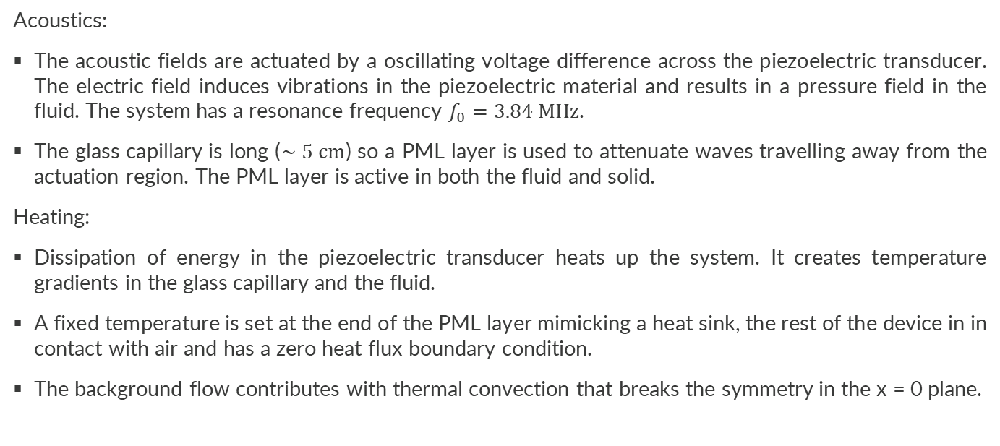 Acoustics:
▪ The acoustic fields are actuated by a oscillating voltage difference across the piezoelectric transducer.
The electric field induces vibrations in the piezoelectric material and results in a pressure field in the
fluid. The system has a resonance frequency f₀ = 3.84 MHz.
▪ The glass capillary is long (~ 5 cm) so a PML layer is used to attenuate waves travelling away from the
actuation region. The PML layer is active in both the fluid and solid.
Heating:
▪ Dissipation of energy in the piezoelectric transducer heats up the system. It creates temperature
gradients in the glass capillary and the fluid.
▪ A fixed temperature is set at the end of the PML layer mimicking a heat sink, the rest of the device in in
contact with air and has a zero heat flux boundary condition.
▪ The background flow contributes with thermal convection that breaks the symmetry in the x = 0 plane.